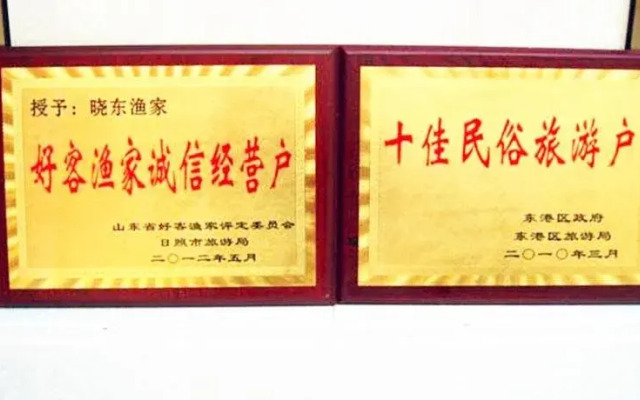 授予：晓东渔家
好客渔家诚信经营户
山东省好客渔家评定委员会
日照市旅游局
二〇一二年五月
十佳民俗旅游户
东港区政府
东港区旅游局
二〇一〇年三月